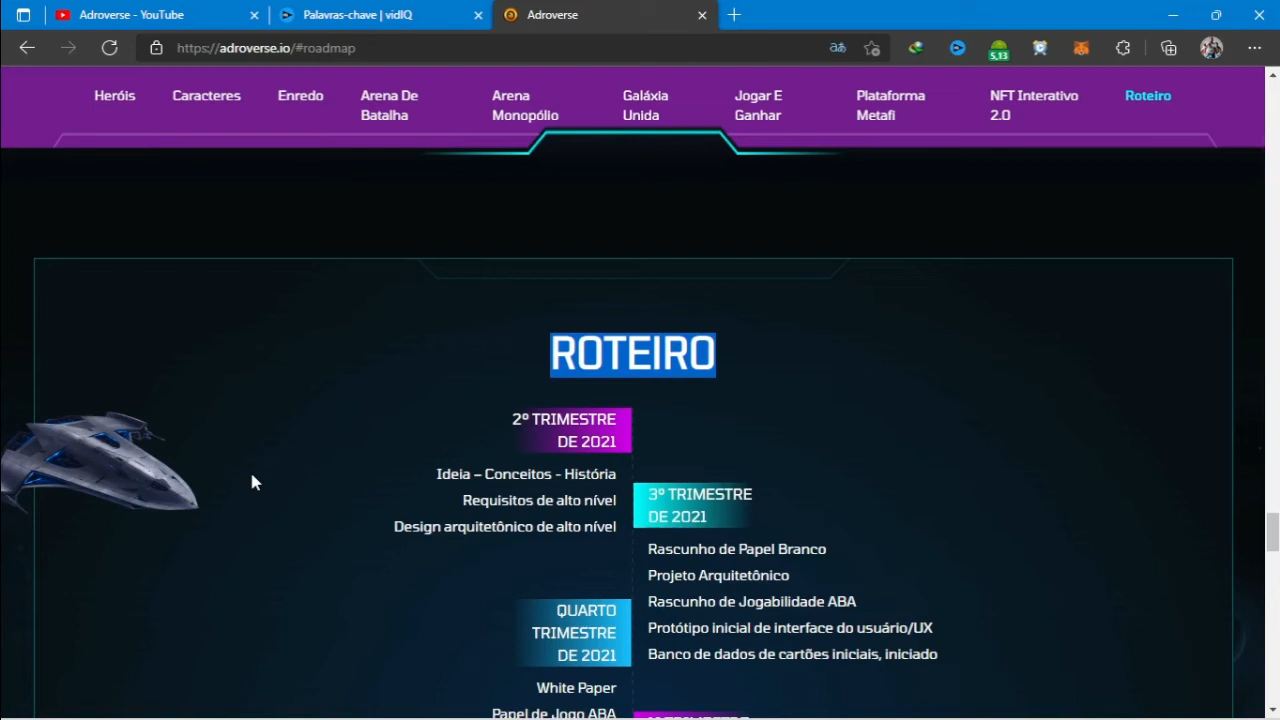 Adroverse - YouTube
Palavras-chave | vidIQ
Adroverse
https://adroverse.io/#roadmap
5,13
Heróis
Caracteres
Enredo
Arena De
Batalha
Arena
Monopólio
Galáxia
Unida
Jogar E
Ganhar
Plataforma
Metafi
NFT Interativo
2.0
Roteiro
ROTEIRO
2º TRIMESTRE
DE 2021
Ideia – Conceitos - História
Requisitos de alto nível
Design arquitetônico de alto nível
3º TRIMESTRE
DE 2021
Rascunho de Papel Branco
Projeto Arquitetônico
Rascunho de Jogabilidade ABA
Protótipo inicial de interface do usuário/UX
Banco de dados de cartões iniciais, iniciado
QUARTO
TRIMESTRE
DE 2021
White Paper
Papel de Jogo ABA